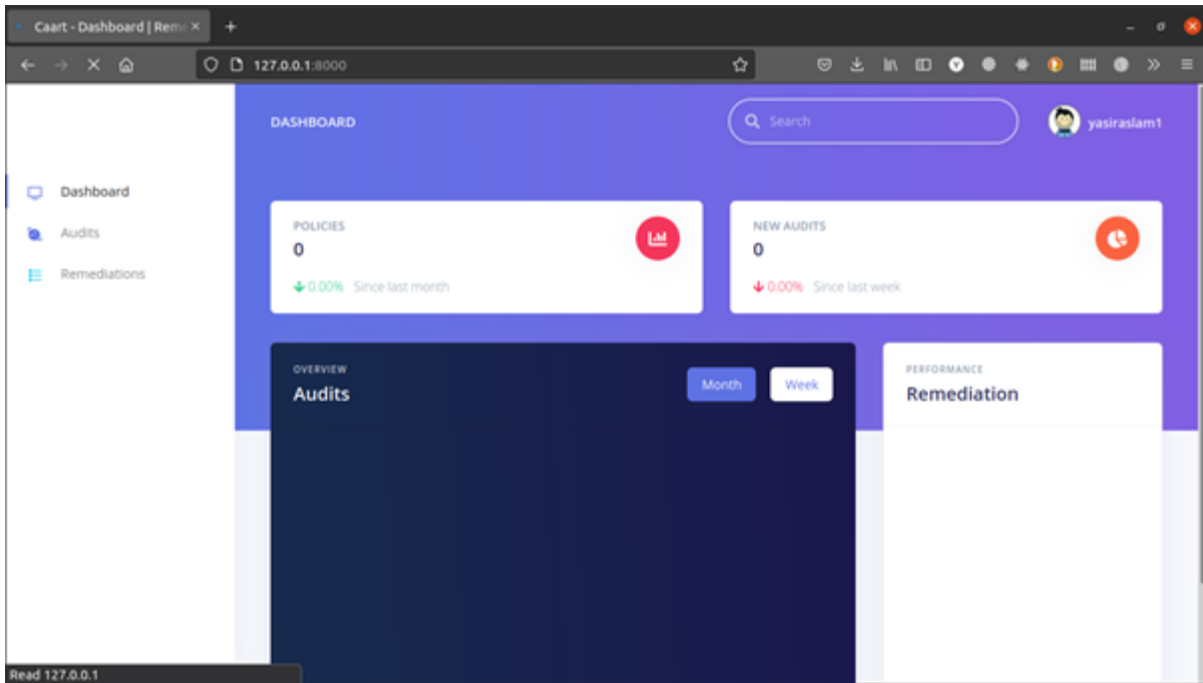 Caart - Dashboard | Reme
127.0.0.1:8000
DASHBOARD
Search
yasiraslam1
Dashboard
Audits
Remediations
POLICIES
0
0.00% Since last month
NEW AUDITS
0
0.00% Since last week
OVERVIEW
Audits
Month
Week
PERFORMANCE
Remediation
Read 127.0.0.1